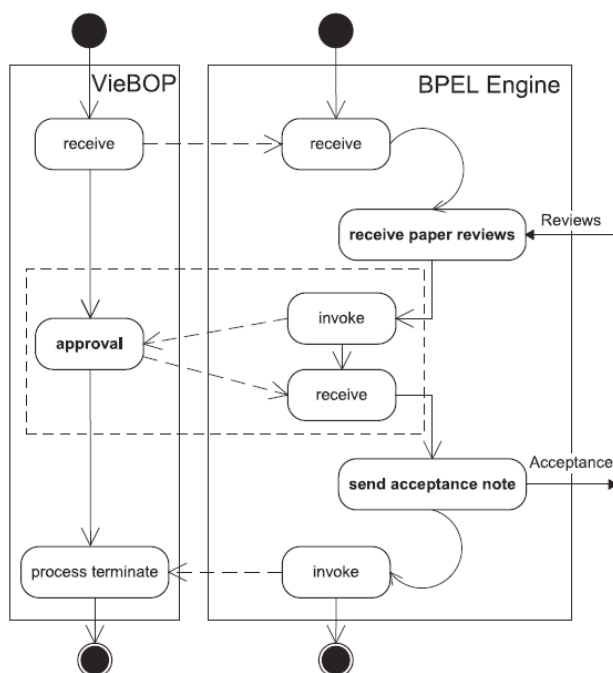 VieBOP
BPEL Engine
receive
receive
Reviews
receive paper reviews
invoke
approval
receive
Acceptance
send acceptance note
process terminate
invoke